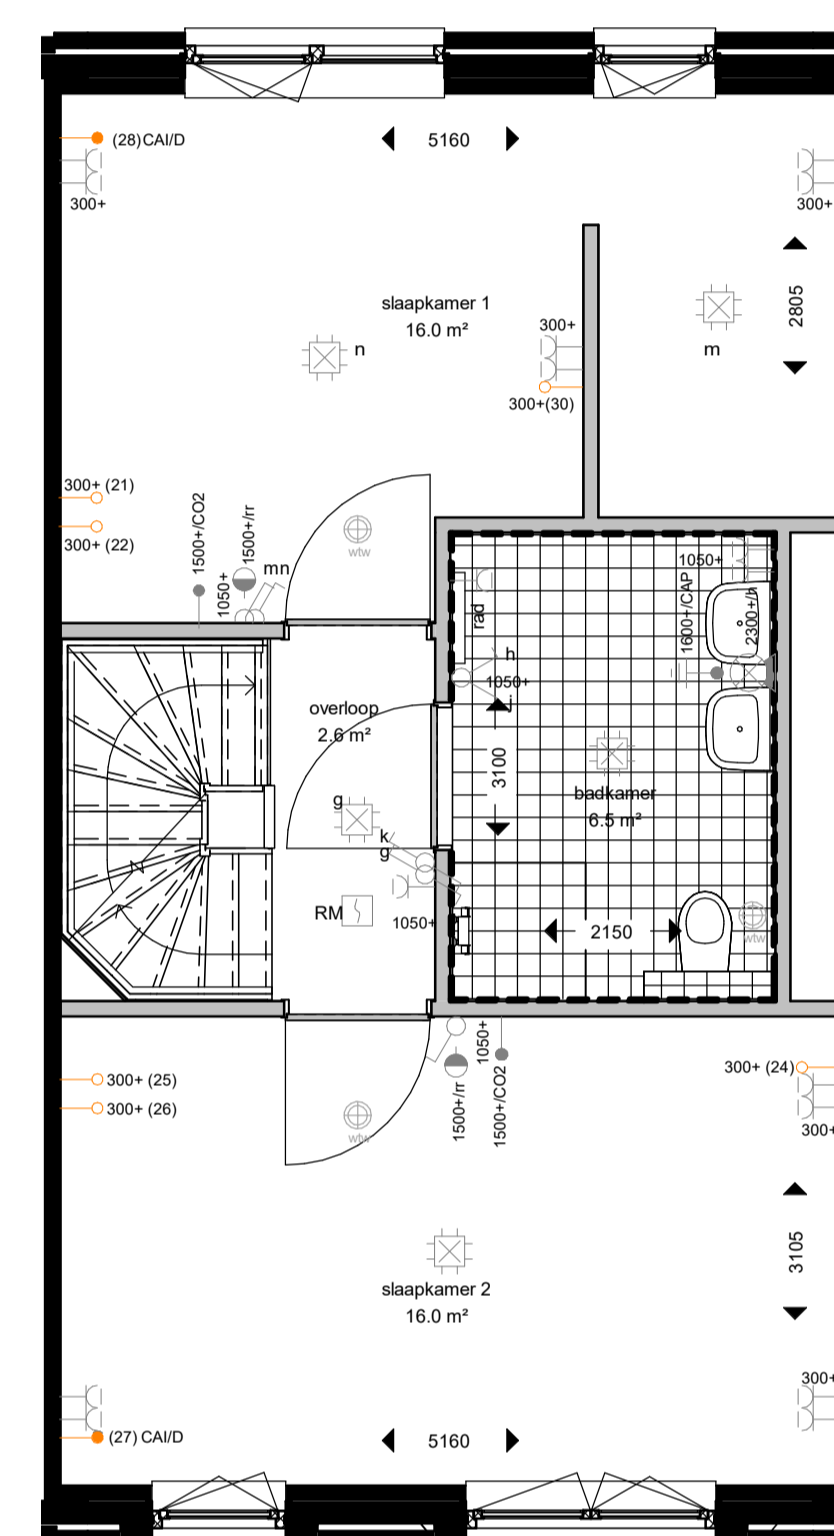 (28)CAI/D
5160
300+
300+
2805
slaapkamer 1
16.0 m²
n
300+
m
300+(30)
300+ (21)
300+ (22)
1500+/CO2
1500+/rr
1050+
mn
wtw
1050+
1600+/CAP
2300+/h
rad
h
1050+
j
overloop
2.6 m²
3100
badkamer
6.5 m²
g
k
g
RM
1050+
2150
wtw
300+ (25)
300+ (26)
1050+
1500+/rr
1500+/CO2
wtw
300+ (24)
300+
3105
slaapkamer 2
16.0 m²
300+
(27) CAI/D
5160